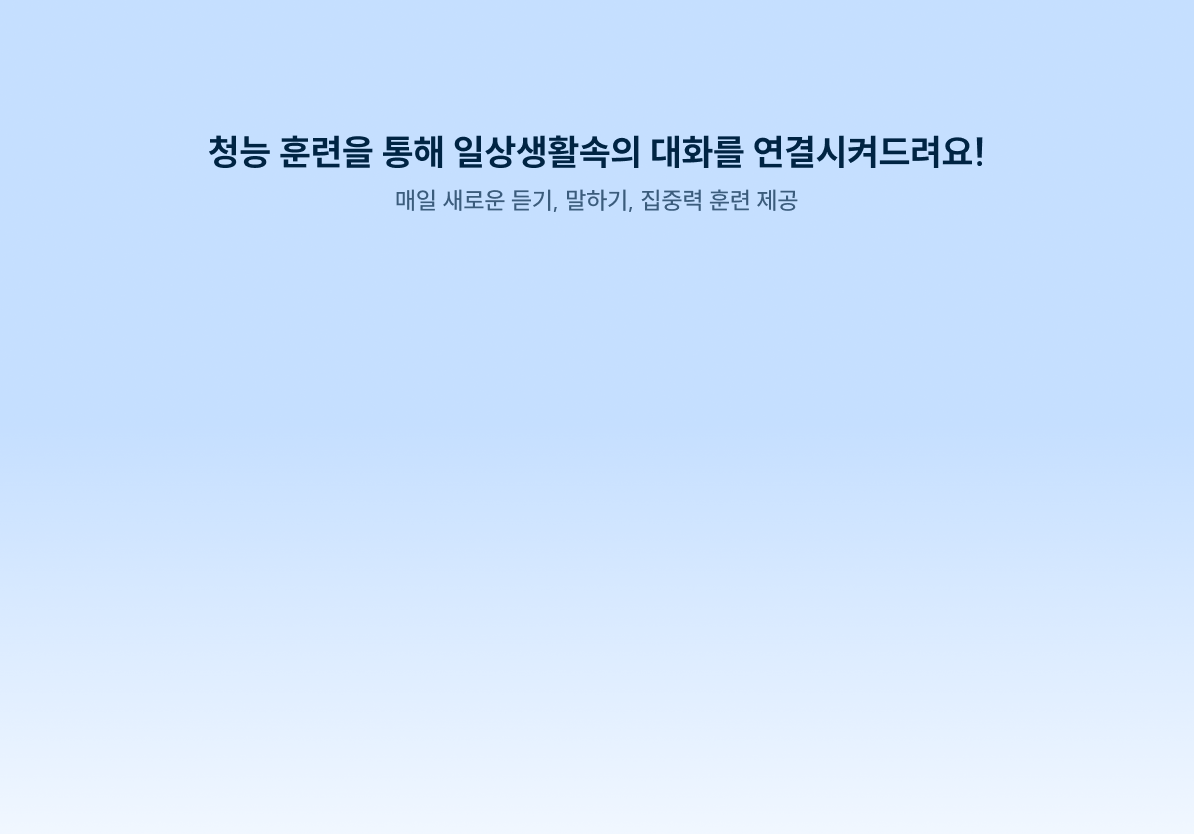 청능 훈련을 통해 일상생활속의 대화를 연결시켜드려요!
매일 새로운 듣기, 말하기, 집중력 훈련 제공